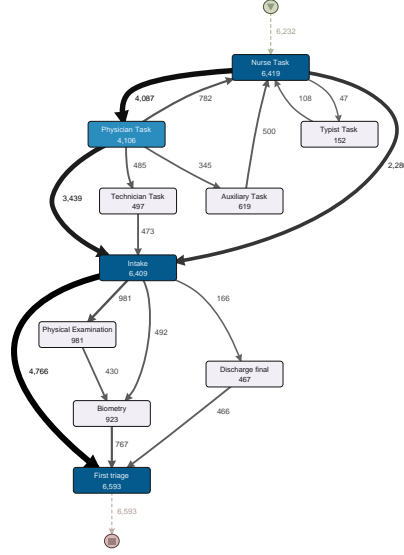 6,232
Nurse Task
6,419
4,087
782
108
47
Physician Task
4,106
500
Typist Task
152
2,28
485
345
3,439
Technician Task
497
Auxiliary Task
619
473
Intake
6,409
981
166
492
Physical Examination
981
4,766
430
Discharge final
467
Biometry
923
466
767
First triage
6,593
6,593